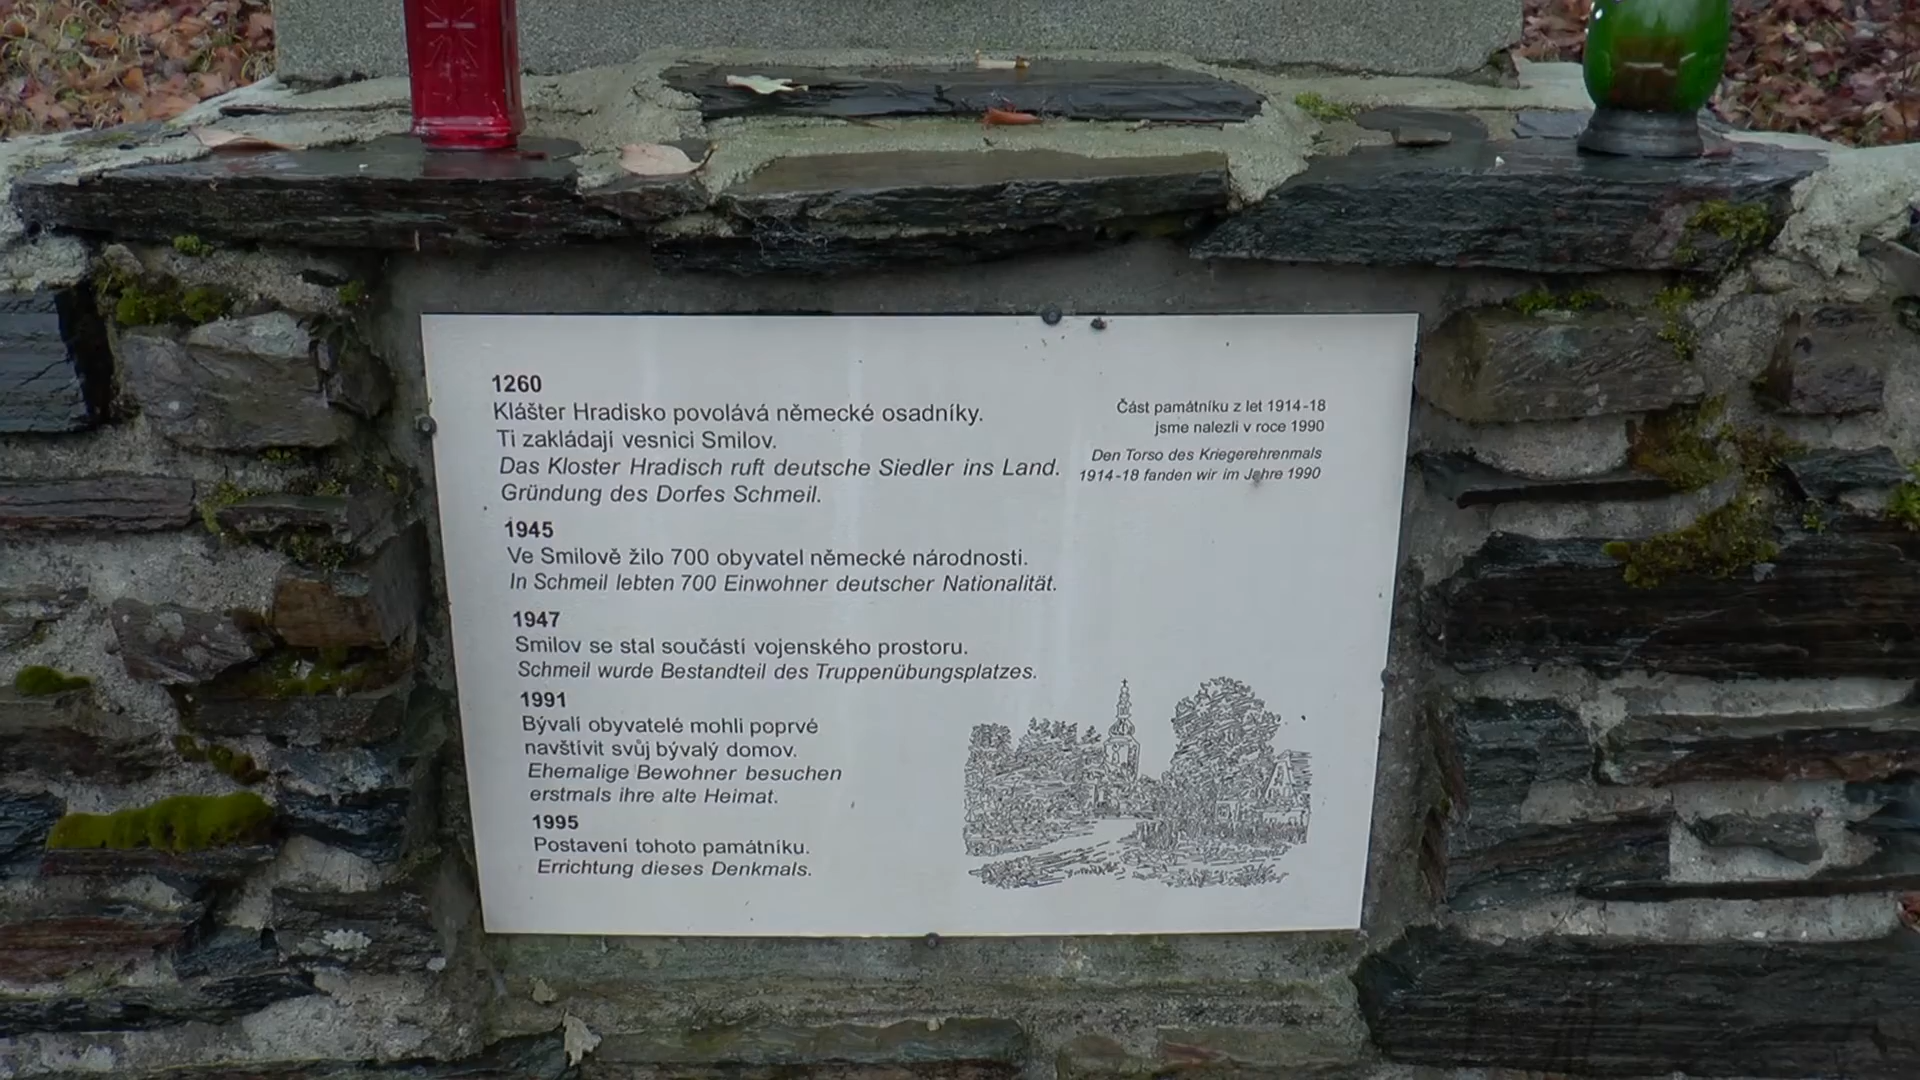 1260
Klášter Hradisko povolává německé osadníky.
Ti zakládají vesnici Smilov.
Das Kloster Hradisch ruft deutsche Siedler ins Land.
Gründung des Dorfes Schmeil.
1945
Ve Smilově žilo 700 obyvatel německé národnosti.
In Schmeil lebten 700 Einwohner deutscher Nationalität.
1947
Smilov se stal součástí vojenského prostoru.
Schmeil wurde Bestandteil des Truppenübungsplatzes.
1991
Bývalí obyvatelé mohli poprvé
navštívit svůj bývalý domov.
Ehemalige Bewohner besuchen
erstmals ihre alte Heimat.
1995
Postavení tohoto památníku.
Errichtung dieses Denkmals.
Část památníku z let 1914-18
jsme nalezli v roce 1990
Den Torso des Kriegerehrenmals
1914-18 fanden wir im Jahre 1990